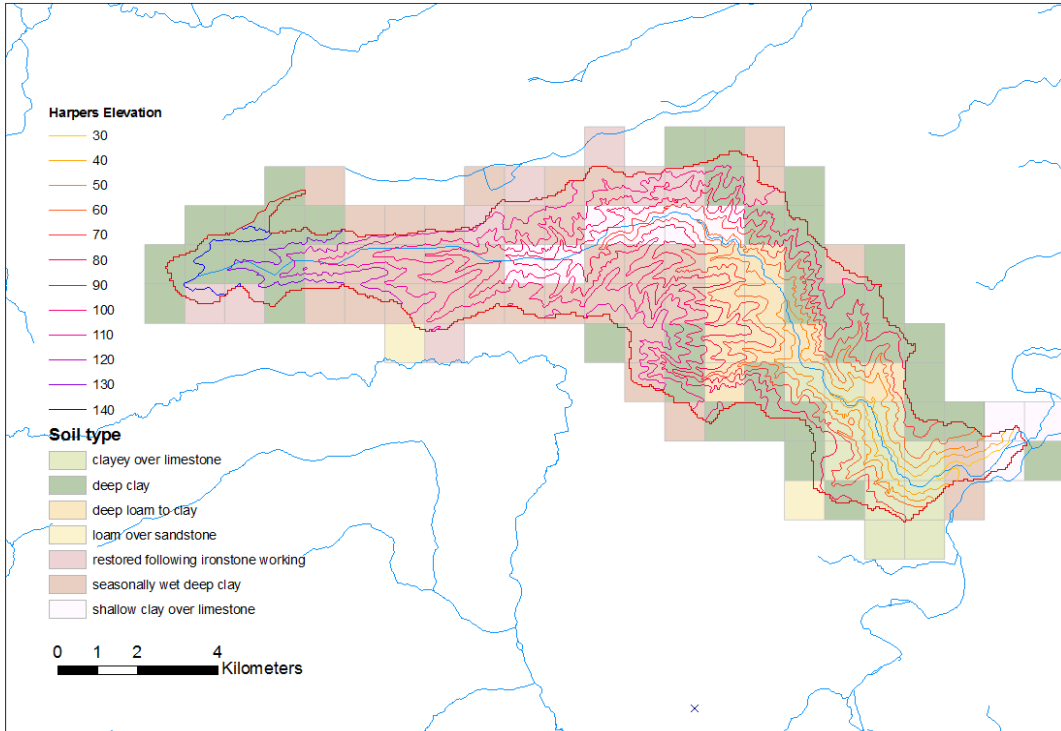 Harpers Elevation
30
40
50
60
70
80
90
100
110
120
130
140
Soil type
clayey over limestone
deep clay
deep loam to clay
loam over sandstone
restored following ironstone working
seasonally wet deep clay
shallow clay over limestone
0 1 2 4
Kilometers